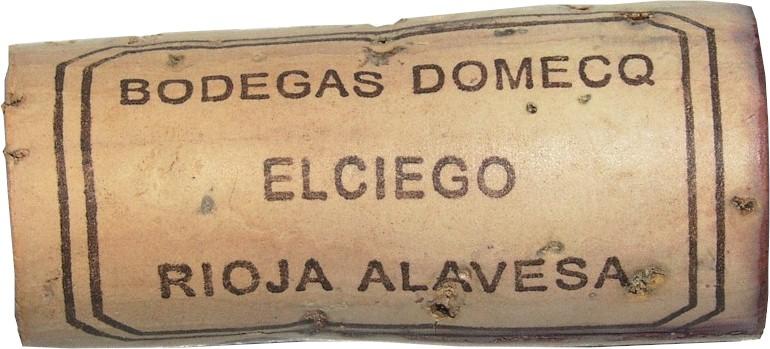 BODEGAS DOMECQ
ELCIEGO
RIOJA ALAVESA